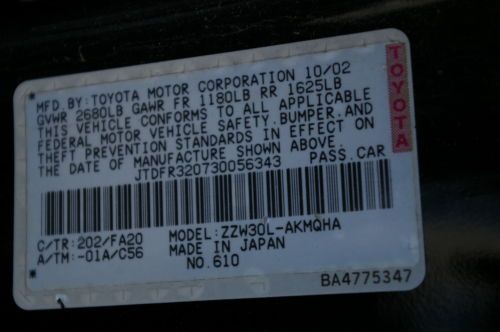 MFD. BY: TOYOTA MOTOR CORPORATION 10/02
GVWR 2680LB GAWR FR 1180LB RR 1625LB
THIS VEHICLE CONFORMS TO ALL APPLICABLE
FEDERAL MOTOR VEHICLE SAFETY, BUMPER, AND
THEFT PREVENTION STANDARDS IN EFFECT ON
THE DATE OF MANUFACTURE SHOWN ABOVE.
JTDFR320730056343 PASS. CAR
C/TR: 202/FA20 MODEL: ZZW30L-AKMQHA
A/TM: -01A/C56 MADE IN JAPAN
NO. 610
BA4775347
TOYOTA